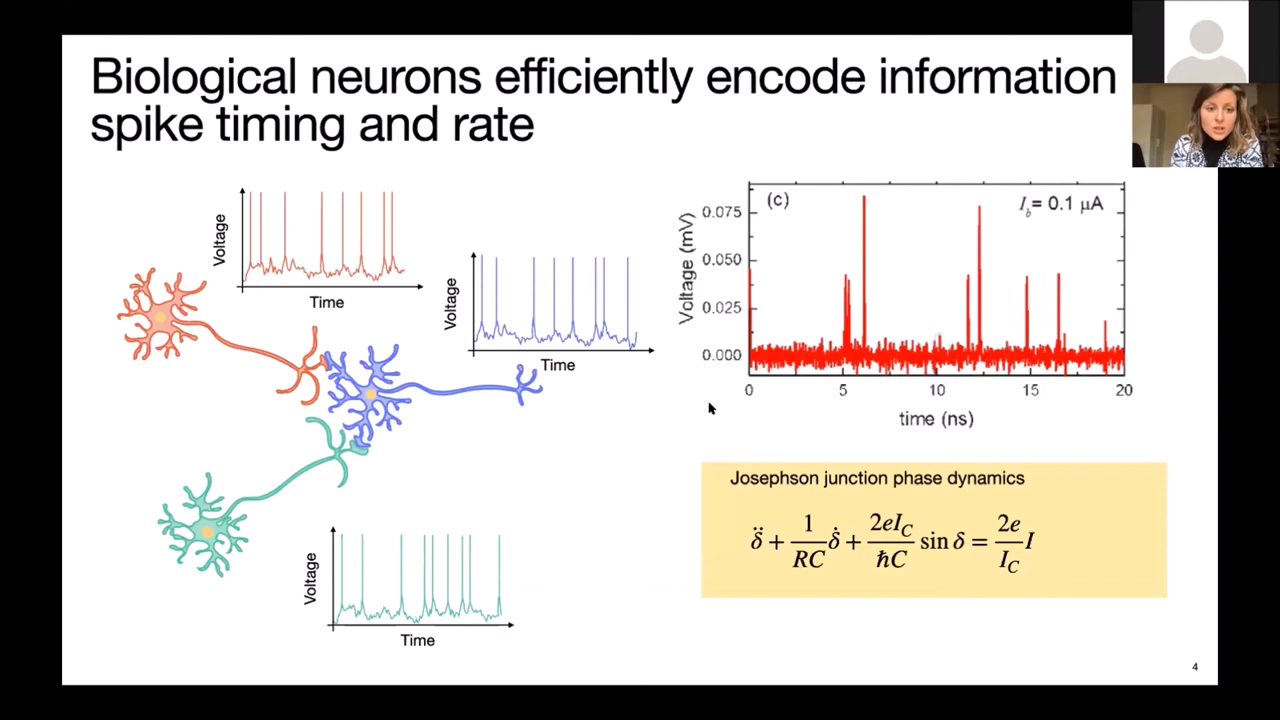 Biological neurons efficiently encode information
spike timing and rate
Voltage
Time
Voltage
Time
Voltage
Time
(c)
I_b = 0.1 μA
Voltage (mV)
0.075
0.050
0.025
0.000
0 5 10 15 20
time (ns)
Josephson junction phase dynamics
δ̈ + 1/RC δ̇ + 2eI_C/ħC sin δ = 2e/I_C I
4